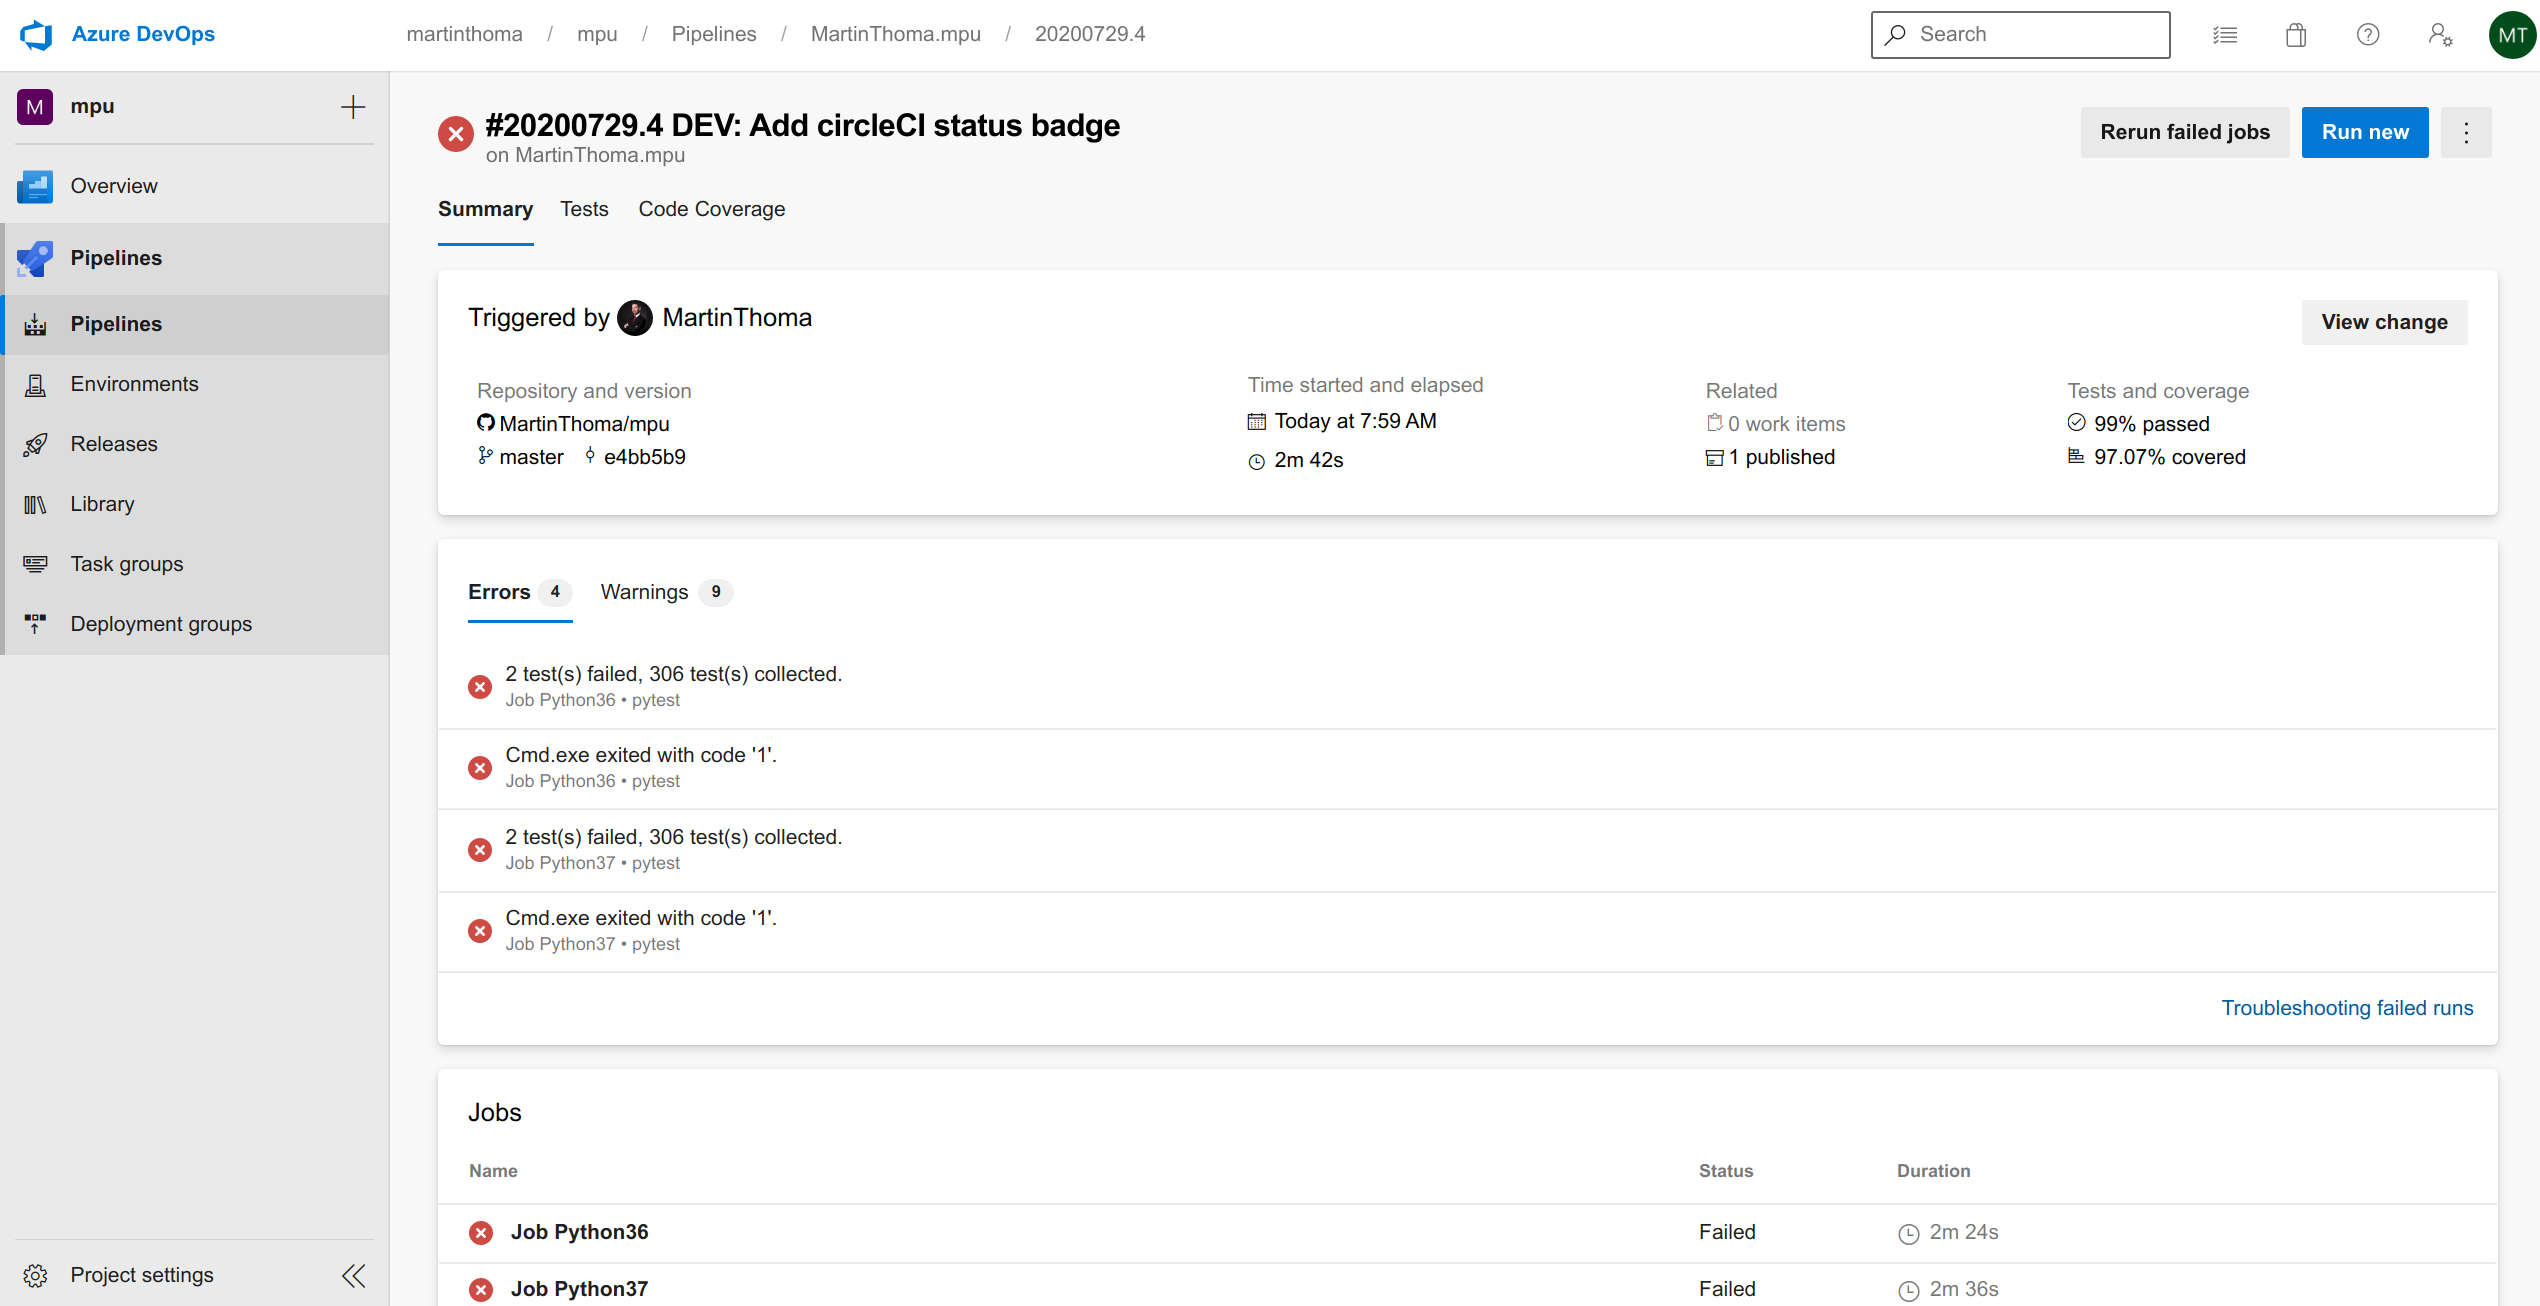 Azure DevOps
martinthoma / mpu / Pipelines / MartinThoma.mpu / 20200729.4
Search
MT
M mpu
Overview
Pipelines
Pipelines
Environments
Releases
Library
Task groups
Deployment groups
Project settings
#20200729.4 DEV: Add circleCI status badge
on MartinThoma.mpu
Rerun failed jobs
Run new
Summary Tests Code Coverage
Triggered by MartinThoma
View change
Repository and version
MartinThoma/mpu
master e4bb5b9
Time started and elapsed
Today at 7:59 AM
2m 42s
Related
0 work items
1 published
Tests and coverage
99% passed
97.07% covered
Errors 4 Warnings 9
2 test(s) failed, 306 test(s) collected.
Job Python36 • pytest
Cmd.exe exited with code '1'.
Job Python36 • pytest
2 test(s) failed, 306 test(s) collected.
Job Python37 • pytest
Cmd.exe exited with code '1'.
Job Python37 • pytest
Troubleshooting failed runs
Jobs
Name Status Duration
Job Python36 Failed 2m 24s
Job Python37 Failed 2m 36s